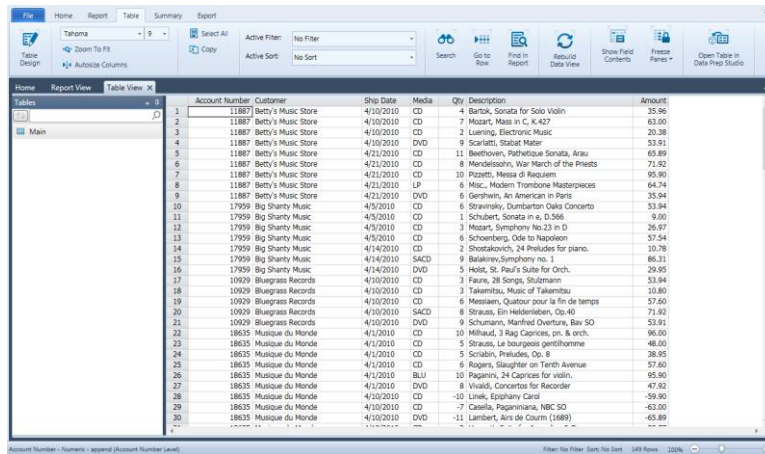 File Home Report Table Summary Export
Tahoma 9 Select All Active Filter: No Filter
Zoom To Fit Copy Active Sort: No Sort
Autosize Columns
Table Design Search Go to Row Find in Report Rebuild Data View Show Field Contents Freeze Panes Open Table in Data Prep Studio
Home Report View Table View X
Tables
Main
Account Number Customer Ship Date Media Qty Description Amount
1 11887 Betty's Music Store 4/10/2010 CD 4 Bartok, Sonata for Solo Violin 35.96
2 11887 Betty's Music Store 4/10/2010 CD 7 Mozart, Mass in C, K.427 63.00
3 11887 Betty's Music Store 4/10/2010 CD 2 Luening, Electronic Music 20.38
4 11887 Betty's Music Store 4/10/2010 DVD 9 Scarlatti, Stabat Mater 53.91
5 11887 Betty's Music Store 4/21/2010 CD 11 Beethoven, Pathetique Sonata, Arau 65.89
6 11887 Betty's Music Store 4/21/2010 CD 8 Mendelssohn, War March of the Priests 71.92
7 11887 Betty's Music Store 4/21/2010 CD 10 Pizzetti, Messa di Requiem 95.90
8 11887 Betty's Music Store 4/21/2010 LP 6 Misc., Modern Trombone Masterpieces 64.74
9 11887 Betty's Music Store 4/21/2010 DVD 6 Gershwin, An American in Paris 35.94
10 17959 Big Shanty Music 4/5/2010 CD 6 Stravinsky, Dumbarton Oaks Concerto 53.94
11 17959 Big Shanty Music 4/5/2010 CD 1 Schubert, Sonata in e, D.566 9.00
12 17959 Big Shanty Music 4/5/2010 CD 3 Mozart, Symphony No.23 in D 26.97
13 17959 Big Shanty Music 4/5/2010 CD 6 Schoenberg, Ode to Napoleon 57.54
14 17959 Big Shanty Music 4/14/2010 CD 2 Shostakovich, 24 Preludes for piano. 10.78
15 17959 Big Shanty Music 4/14/2010 SACD 9 Balakirev,Symphony no. 1 86.31
16 17959 Big Shanty Music 4/14/2010 DVD 5 Holst, St. Paul's Suite for Orch. 29.95
17 10929 Bluegrass Records 4/10/2010 CD 3 Faure, 28 Songs, Stulzmann 53.94
18 10929 Bluegrass Records 4/10/2010 CD 3 Takemitsu, Music of Takemitsu 10.80
19 10929 Bluegrass Records 4/10/2010 CD 6 Messiaen, Quatour pour la fin de temps 57.60
20 10929 Bluegrass Records 4/10/2010 SACD 8 Strauss, Ein Heldenleben, Op.40 71.92
21 10929 Bluegrass Records 4/10/2010 DVD 9 Schumann, Manfred Overture, Bav SO 53.91
22 18635 Musique du Monde 4/1/2010 CD 10 Milhaud, 3 Rag Caprices, pn. & orch. 96.00
23 18635 Musique du Monde 4/1/2010 CD 5 Strauss, Le bourgeois gentilhomme 48.00
24 18635 Musique du Monde 4/1/2010 CD 5 Scriabin, Preludes, Op. 8 38.95
25 18635 Musique du Monde 4/1/2010 CD 6 Rogers, Slaughter on Tenth Avenue 57.60
26 18635 Musique du Monde 4/1/2010 BLU 10 Paganini, 24 Caprices for violin. 95.90
27 18635 Musique du Monde 4/1/2010 DVD 8 Vivaldi, Concertos for Recorder 47.92
28 18635 Musique du Monde 4/10/2010 CD -10 Linek, Epiphany Carol -59.90
29 18635 Musique du Monde 4/10/2010 CD -7 Casella, Paganiniana, NBC SO -63.00
30 18635 Musique du Monde 4/10/2010 DVD -11 Lambert, Airs de Courm (1689) -65.89
Account Number - Numeric - append (Account Number Level) Filter: No Filter Sort: No Sort 149 Rows 100%